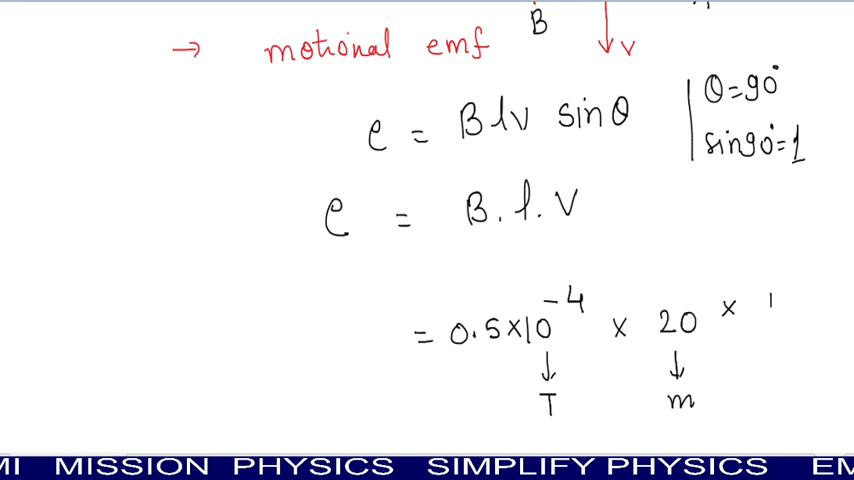 B
→ motional emf v
e = Blv sinθ
θ=90°
sin90°=1
e = B.l.v
= 0.5×10⁻⁴ × 20 × 1
↓ ↓
T m
MI MISSION PHYSICS SIMPLIFY PHYSICS EM